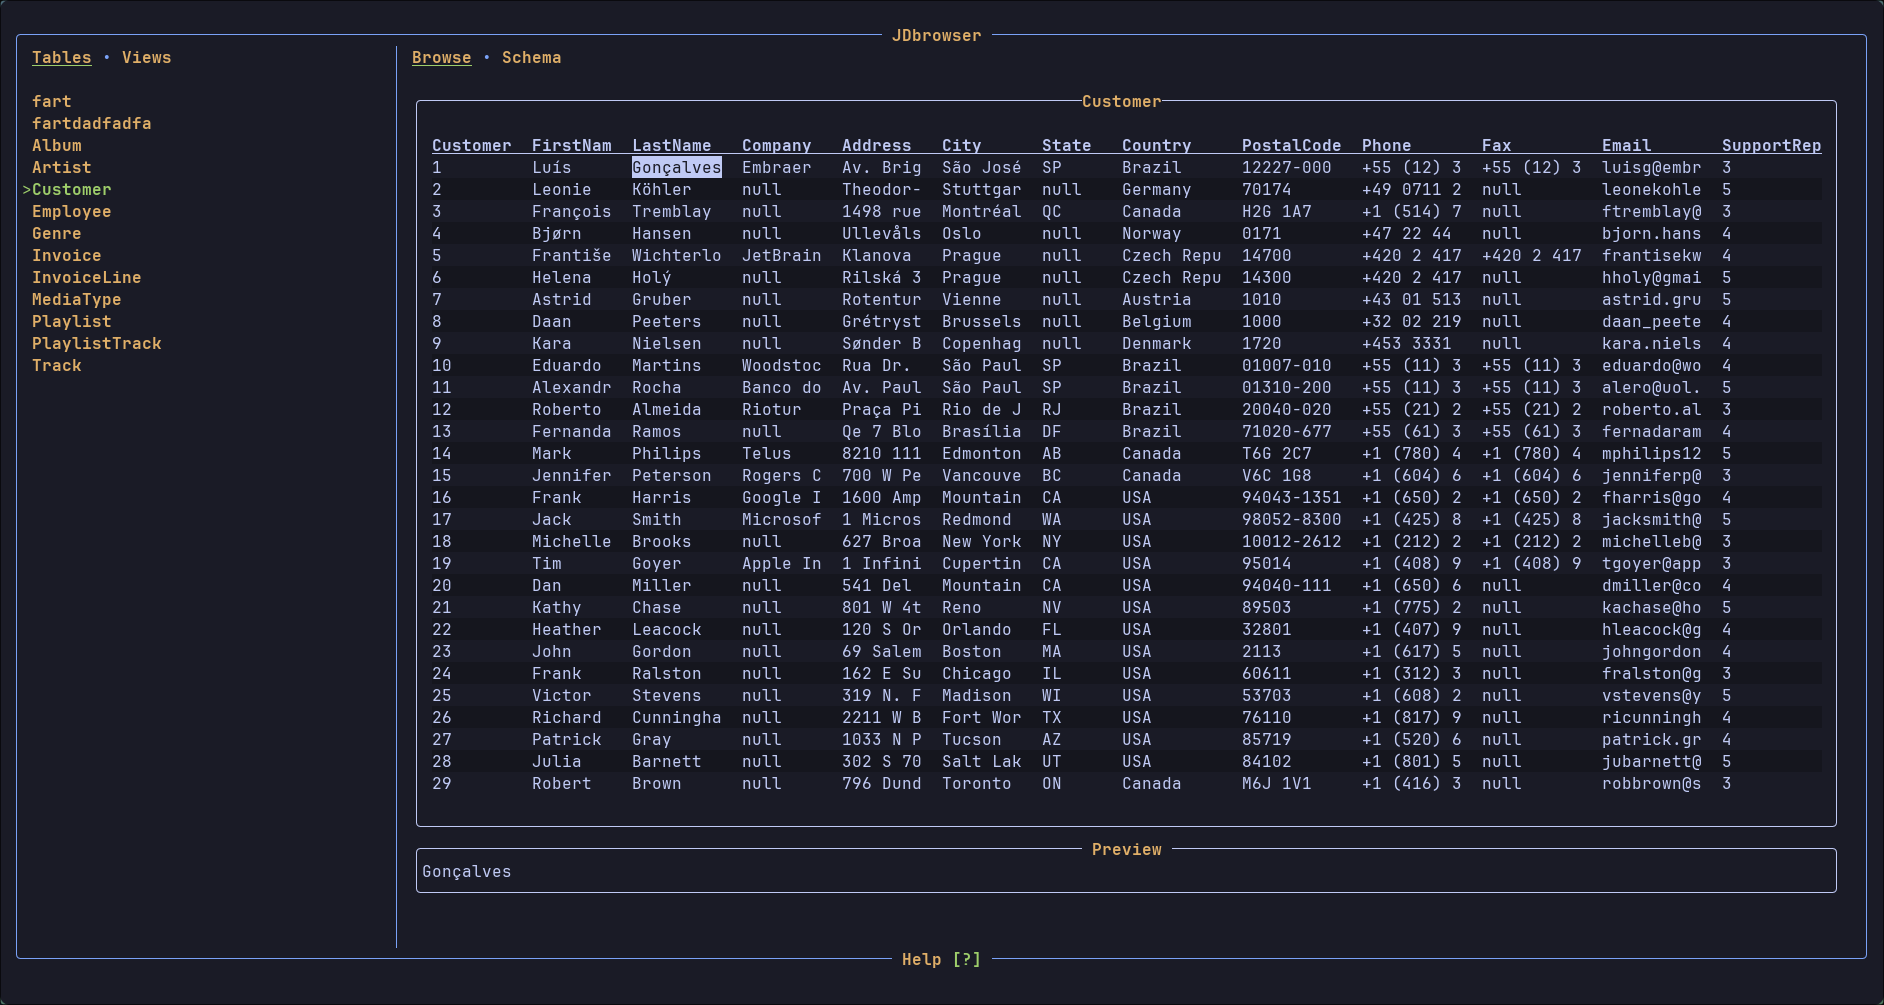 JDbrowser
Tables • Views
fart
fartdadfadfa
Album
Artist
>Customer
Employee
Genre
Invoice
InvoiceLine
MediaType
Playlist
PlaylistTrack
Track
Browse • Schema
Customer
Customer FirstNam LastName Company Address City State Country PostalCode Phone Fax Email SupportRep
1 Luís Gonçalves Embraer Av. Brig São José SP Brazil 12227-000 +55 (12) 3 +55 (12) 3 luisg@embr 3
2 Leonie Köhler null Theodor- Stuttgar null Germany 70174 +49 0711 2 null leonekohle 5
3 François Tremblay null 1498 rue Montréal QC Canada H2G 1A7 +1 (514) 7 null ftremblay@ 3
4 Bjørn Hansen null Ullevåls Oslo null Norway 0171 +47 22 44 null bjorn.hans 4
5 Františe Wichterlo JetBrain Klanova Prague null Czech Repu 14700 +420 2 417 +420 2 417 frantisekw 4
6 Helena Holý null Rilská 3 Prague null Czech Repu 14300 +420 2 417 null hholy@gmai 5
7 Astrid Gruber null Rotentur Vienne null Austria 1010 +43 01 513 null astrid.gru 5
8 Daan Peeters null Grétryst Brussels null Belgium 1000 +32 02 219 null daan_peete 4
9 Kara Nielsen null Sønder B Copenhag null Denmark 1720 +453 3331 null kara.niels 4
10 Eduardo Martins Woodstoc Rua Dr. São Paul SP Brazil 01007-010 +55 (11) 3 +55 (11) 3 eduardo@wo 4
11 Alexandr Rocha Banco do Av. Paul São Paul SP Brazil 01310-200 +55 (11) 3 +55 (11) 3 alero@uol. 5
12 Roberto Almeida Riotur Praça Pi Rio de J RJ Brazil 20040-020 +55 (21) 2 +55 (21) 2 roberto.al 3
13 Fernanda Ramos null Qe 7 Blo Brasília DF Brazil 71020-677 +55 (61) 3 +55 (61) 3 fernadaram 4
14 Mark Philips Telus 8210 111 Edmonton AB Canada T6G 2C7 +1 (780) 4 +1 (780) 4 mphilips12 5
15 Jennifer Peterson Rogers C 700 W Pe Vancouve BC Canada V6C 1G8 +1 (604) 6 +1 (604) 6 jenniferp@ 3
16 Frank Harris Google I 1600 Amp Mountain CA USA 94043-1351 +1 (650) 2 +1 (650) 2 fharris@go 4
17 Jack Smith Microsof 1 Micros Redmond WA USA 98052-8300 +1 (425) 8 +1 (425) 8 jacksmith@ 5
18 Michelle Brooks null 627 Broa New York NY USA 10012-2612 +1 (212) 2 +1 (212) 2 michelleb@ 3
19 Tim Goyer Apple In 1 Infini Cupertin CA USA 95014 +1 (408) 9 +1 (408) 9 tgoyer@app 3
20 Dan Miller null 541 Del Mountain CA USA 94040-111 +1 (650) 6 null dmiller@co 4
21 Kathy Chase null 801 W 4t Reno NV USA 89503 +1 (775) 2 null kachase@ho 5
22 Heather Leacock null 120 S Or Orlando FL USA 32801 +1 (407) 9 null hleacock@g 4
23 John Gordon null 69 Salem Boston MA USA 2113 +1 (617) 5 null johngordon 4
24 Frank Ralston null 162 E Su Chicago IL USA 60611 +1 (312) 3 null fralston@g 3
25 Victor Stevens null 319 N. F Madison WI USA 53703 +1 (608) 2 null vstevens@y 5
26 Richard Cunningha null 2211 W B Fort Wor TX USA 76110 +1 (817) 9 null ricunningh 4
27 Patrick Gray null 1033 N P Tucson AZ USA 85719 +1 (520) 6 null patrick.gr 4
28 Julia Barnett null 302 S 70 Salt Lak UT USA 84102 +1 (801) 5 null jubarnett@ 5
29 Robert Brown null 796 Dund Toronto ON Canada M6J 1V1 +1 (416) 3 null robbrown@s 3
Preview
Gonçalves
Help [?]